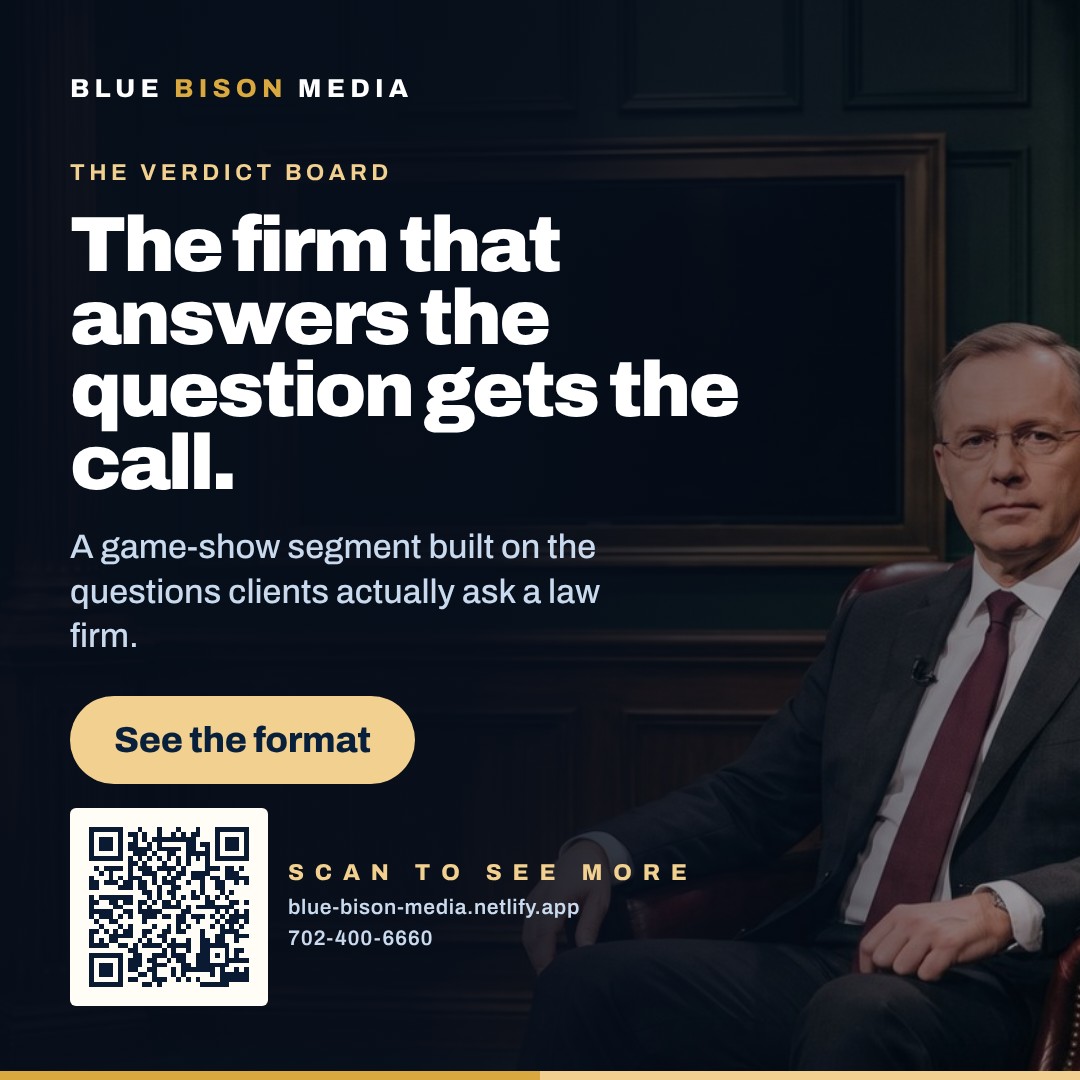 BLUE BISON MEDIA
THE VERDICT BOARD
The firm that
answers the
question gets the
call.
A game-show segment built on the
questions clients actually ask a law
firm.
See the format
SCAN TO SEE MORE
blue-bison-media.netlify.app
702-400-6660